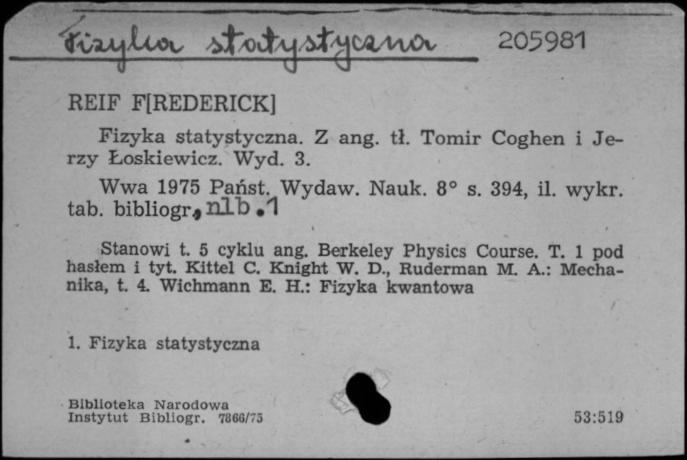 Fizyka statystyczna 205981
REIF F[REDERICK]
Fizyka statystyczna. Z ang. tł. Tomir Coghen i Je-
rzy Łoskiewicz. Wyd. 3.
Wwa 1975 Państ. Wydaw. Nauk. 8° s. 394, il. wykr.
tab. bibliogr., nlb.1
Stanowi t. 5 cyklu ang. Berkeley Physics Course. T. 1 pod
hasłem i tyt. Kittel C. Knight W. D., Ruderman M. A.: Mecha-
nika, t. 4. Wichmann E. H.: Fizyka kwantowa
1. Fizyka statystyczna
Biblioteka Narodowa
Instytut Bibliogr. 7866/75 53:519